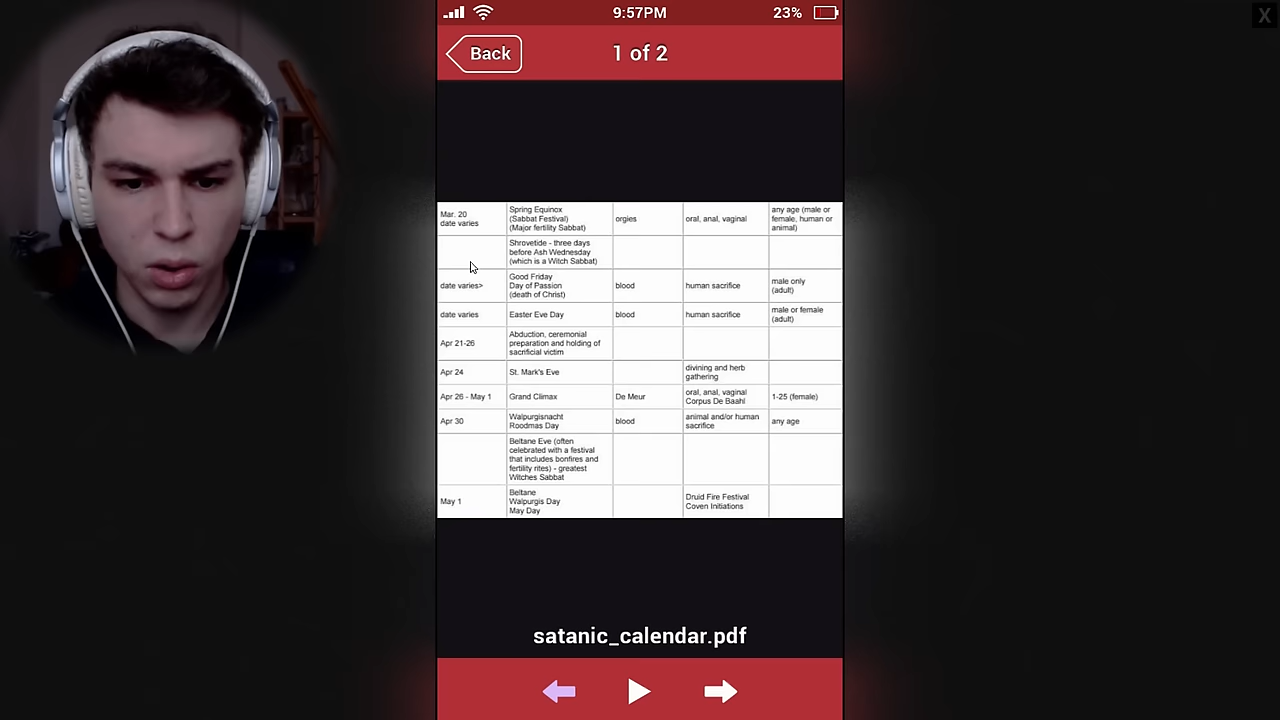 9:57PM
23%
X
Back
1 of 2
Mar. 20
date varies
Spring Equinox
(Sabbat Festival)
(Major fertility Sabbat)
orgies
oral, anal, vaginal
any age (male or
female, human or
animal)
Shrovetide - three days
before Ash Wednesday
(which is a Witch Sabbat)
date varies>
Good Friday
Day of Passion
(death of Christ)
blood
human sacrifice
male only
(adult)
date varies
Easter Eve Day
blood
human sacrifice
male or female
(adult)
Apr 21-26
Abduction, ceremonial
preparation and holding of
sacrificial victim
Apr 24
St. Mark's Eve
divining and herb
gathering
Apr 26 - May 1
Grand Climax
De Meur
oral, anal, vaginal
Corpus De Baahl
1-25 (female)
Apr 30
Walpurgisnacht
Roodmas Day
blood
animal and/or human
sacrifice
any age
Beltane Eve (often
celebrated with a festival
that includes bonfires and
fertility rites) - greatest
Witches Sabbat
May 1
Beltane
Walpurgis Day
May Day
Druid Fire Festival
Coven Initiations
satanic_calendar.pdf